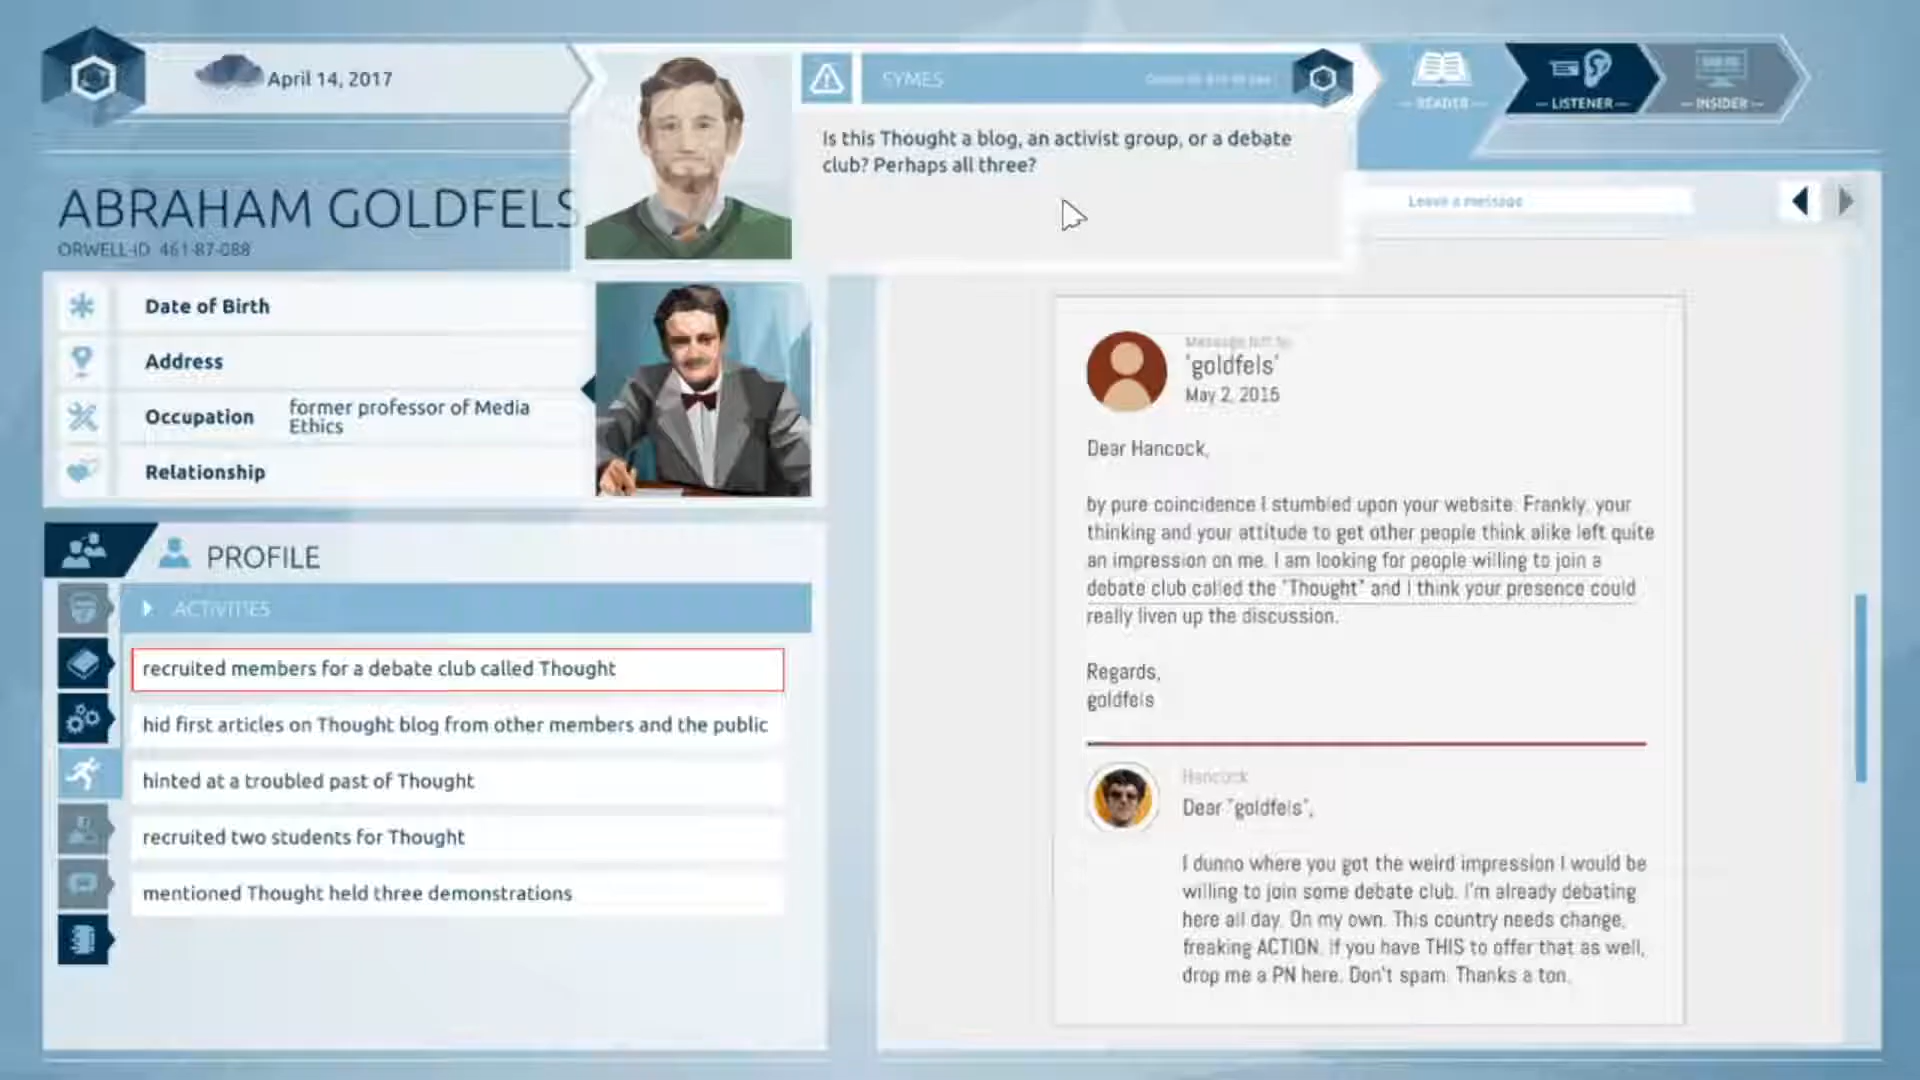 April 14, 2017
SYMES
Is this Thought a blog, an activist group, or a debate
club? Perhaps all three?
READER
LISTENER
INSIDER
ABRAHAM GOLDFELS
ORWELL-ID 461-87-088
Leave a message
Date of Birth
Address
Occupation
former professor of Media
Ethics
Relationship
PROFILE
ACTIVITIES
recruited members for a debate club called Thought
hid first articles on Thought blog from other members and the public
hinted at a troubled past of Thought
recruited two students for Thought
mentioned Thought held three demonstrations
Message left by
'goldfels'
May 2, 2015
Dear Hancock,
by pure coincidence I stumbled upon your website. Frankly, your
thinking and your attitude to get other people think alike left quite
an impression on me. I am looking for people willing to join a
debate club called the "Thought" and I think your presence could
really liven up the discussion.
Regards,
goldfels
Hancock
Dear "goldfels",
I dunno where you got the weird impression I would be
willing to join some debate club. I'm already debating
here all day. On my own. This country needs change,
freaking ACTION. If you have THIS to offer that as well,
drop me a PN here. Don't spam. Thanks a ton.